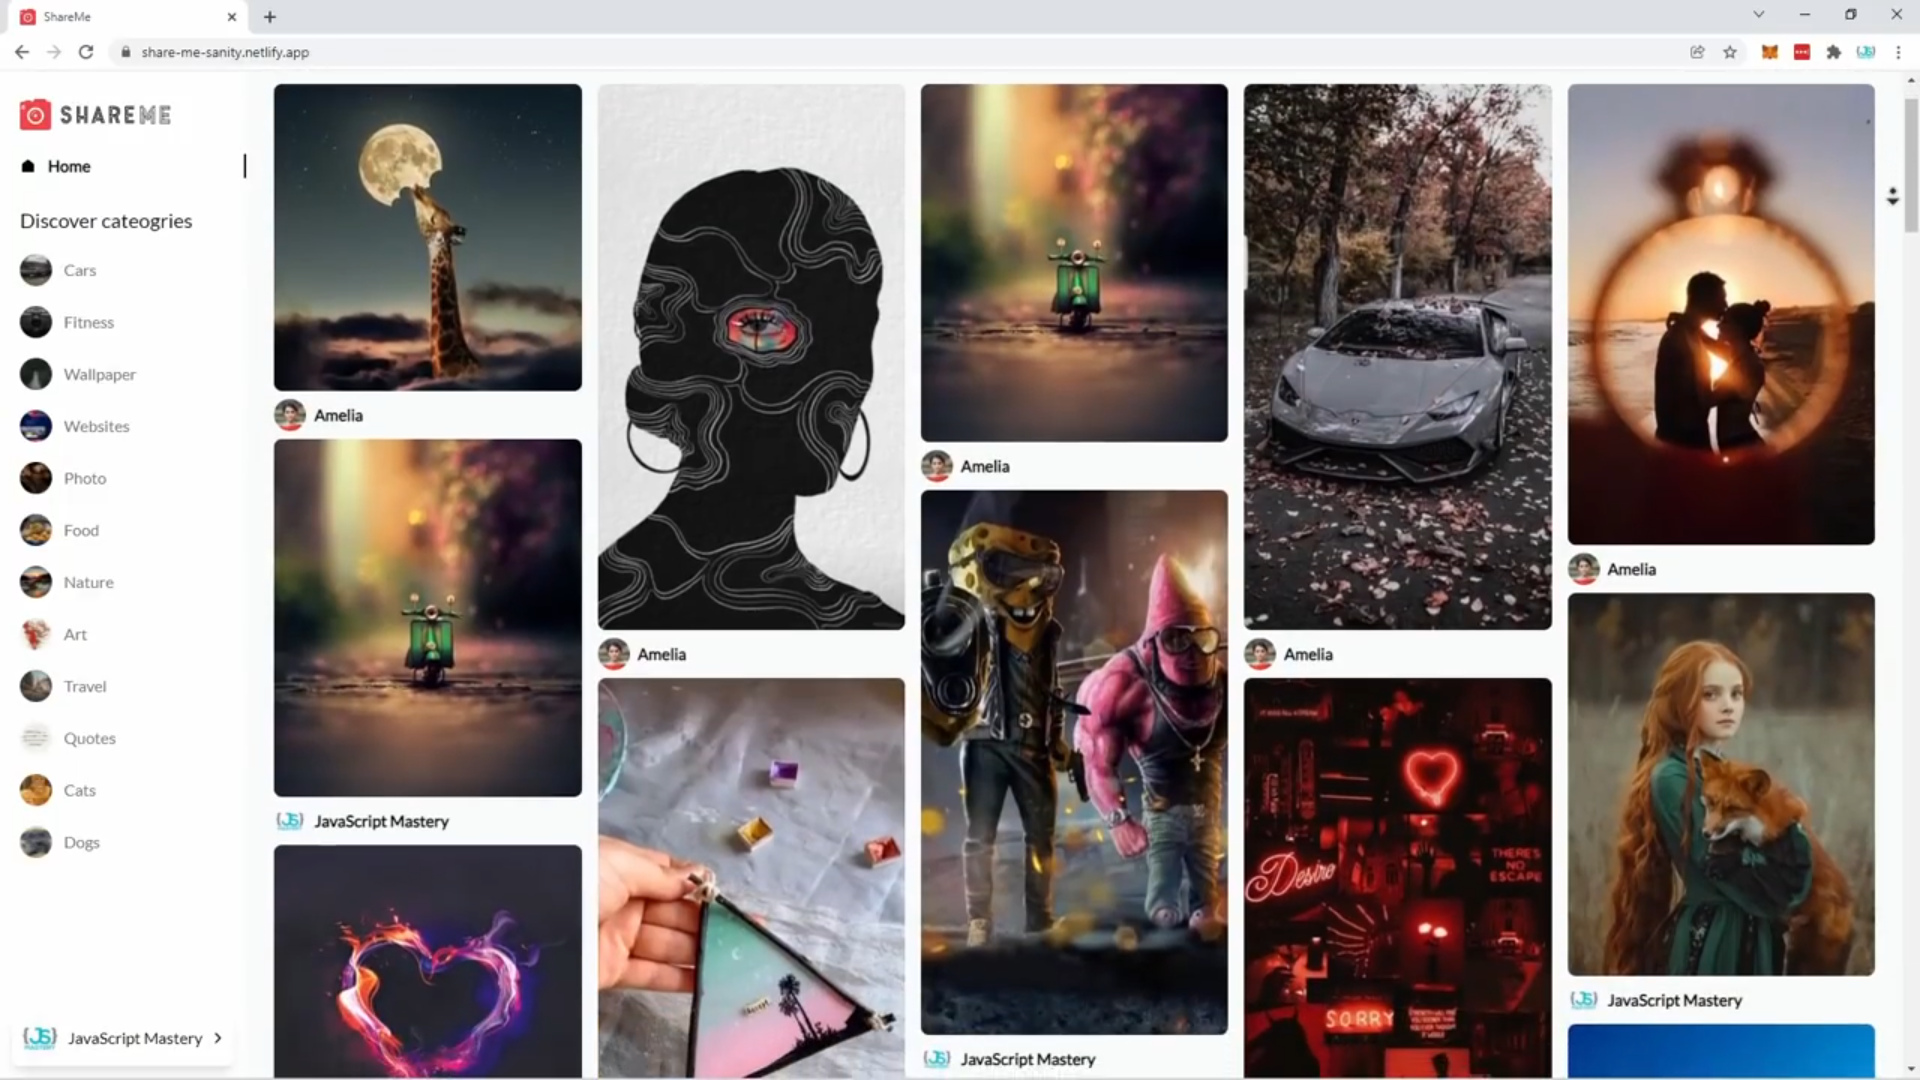 ShareMe
share-me-sanity.netlify.app
SHAREME
Home
Discover cateogries
Cars
Fitness
Wallpaper
Websites
Photo
Food
Nature
Art
Travel
Quotes
Cats
Dogs
JavaScript Mastery
Amelia
JavaScript Mastery
Amelia
Amelia
JavaScript Mastery
Amelia
Desire
THERE'S
NO
ESCAPE
SORRY
Amelia
JavaScript Mastery